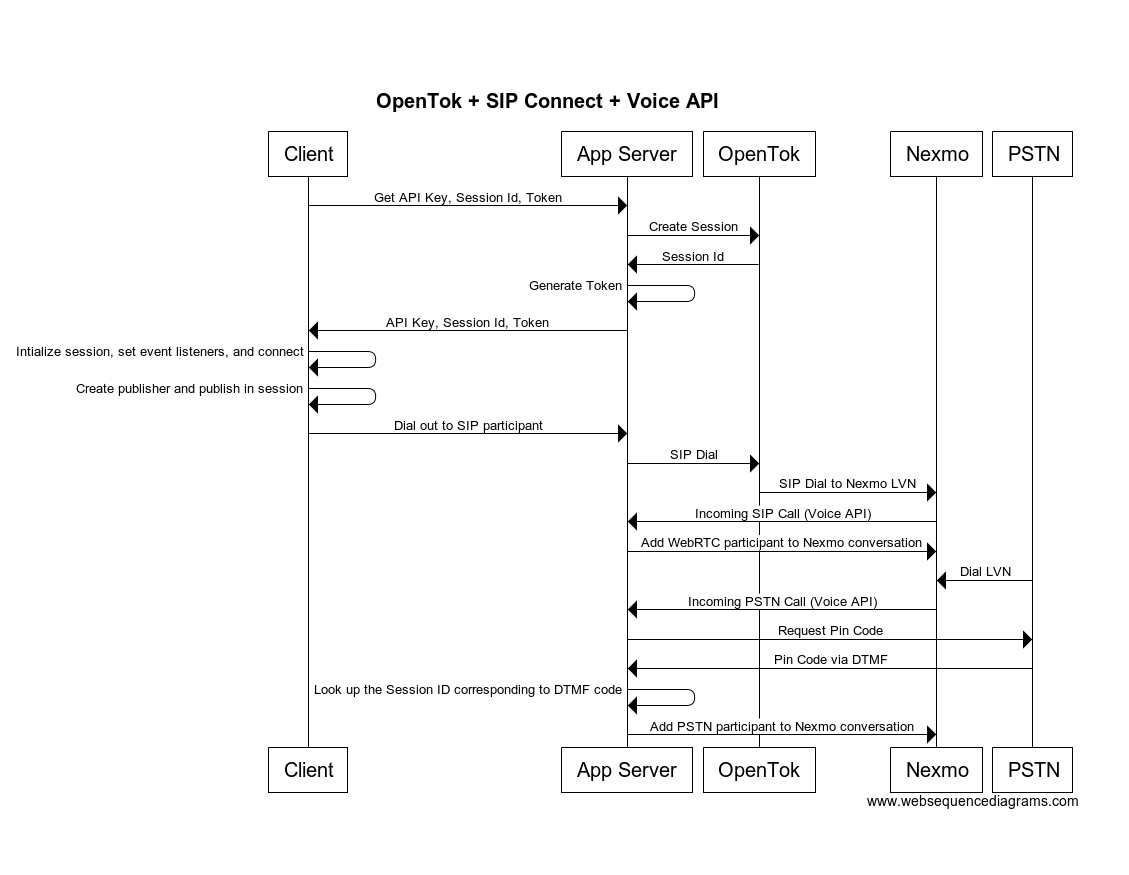 OpenTok + SIP Connect + Voice API
Client
App Server
OpenTok
Nexmo
PSTN
Get API Key, Session Id, Token
Create Session
Session Id
Generate Token
API Key, Session Id, Token
Intialize session, set event listeners, and connect
Create publisher and publish in session
Dial out to SIP participant
SIP Dial
SIP Dial to Nexmo LVN
Incoming SIP Call (Voice API)
Add WebRTC participant to Nexmo conversation
Dial LVN
Incoming PSTN Call (Voice API)
Request Pin Code
Pin Code via DTMF
Look up the Session ID corresponding to DTMF code
Add PSTN participant to Nexmo conversation
Client
App Server
OpenTok
Nexmo
PSTN
www.websequencediagrams.com